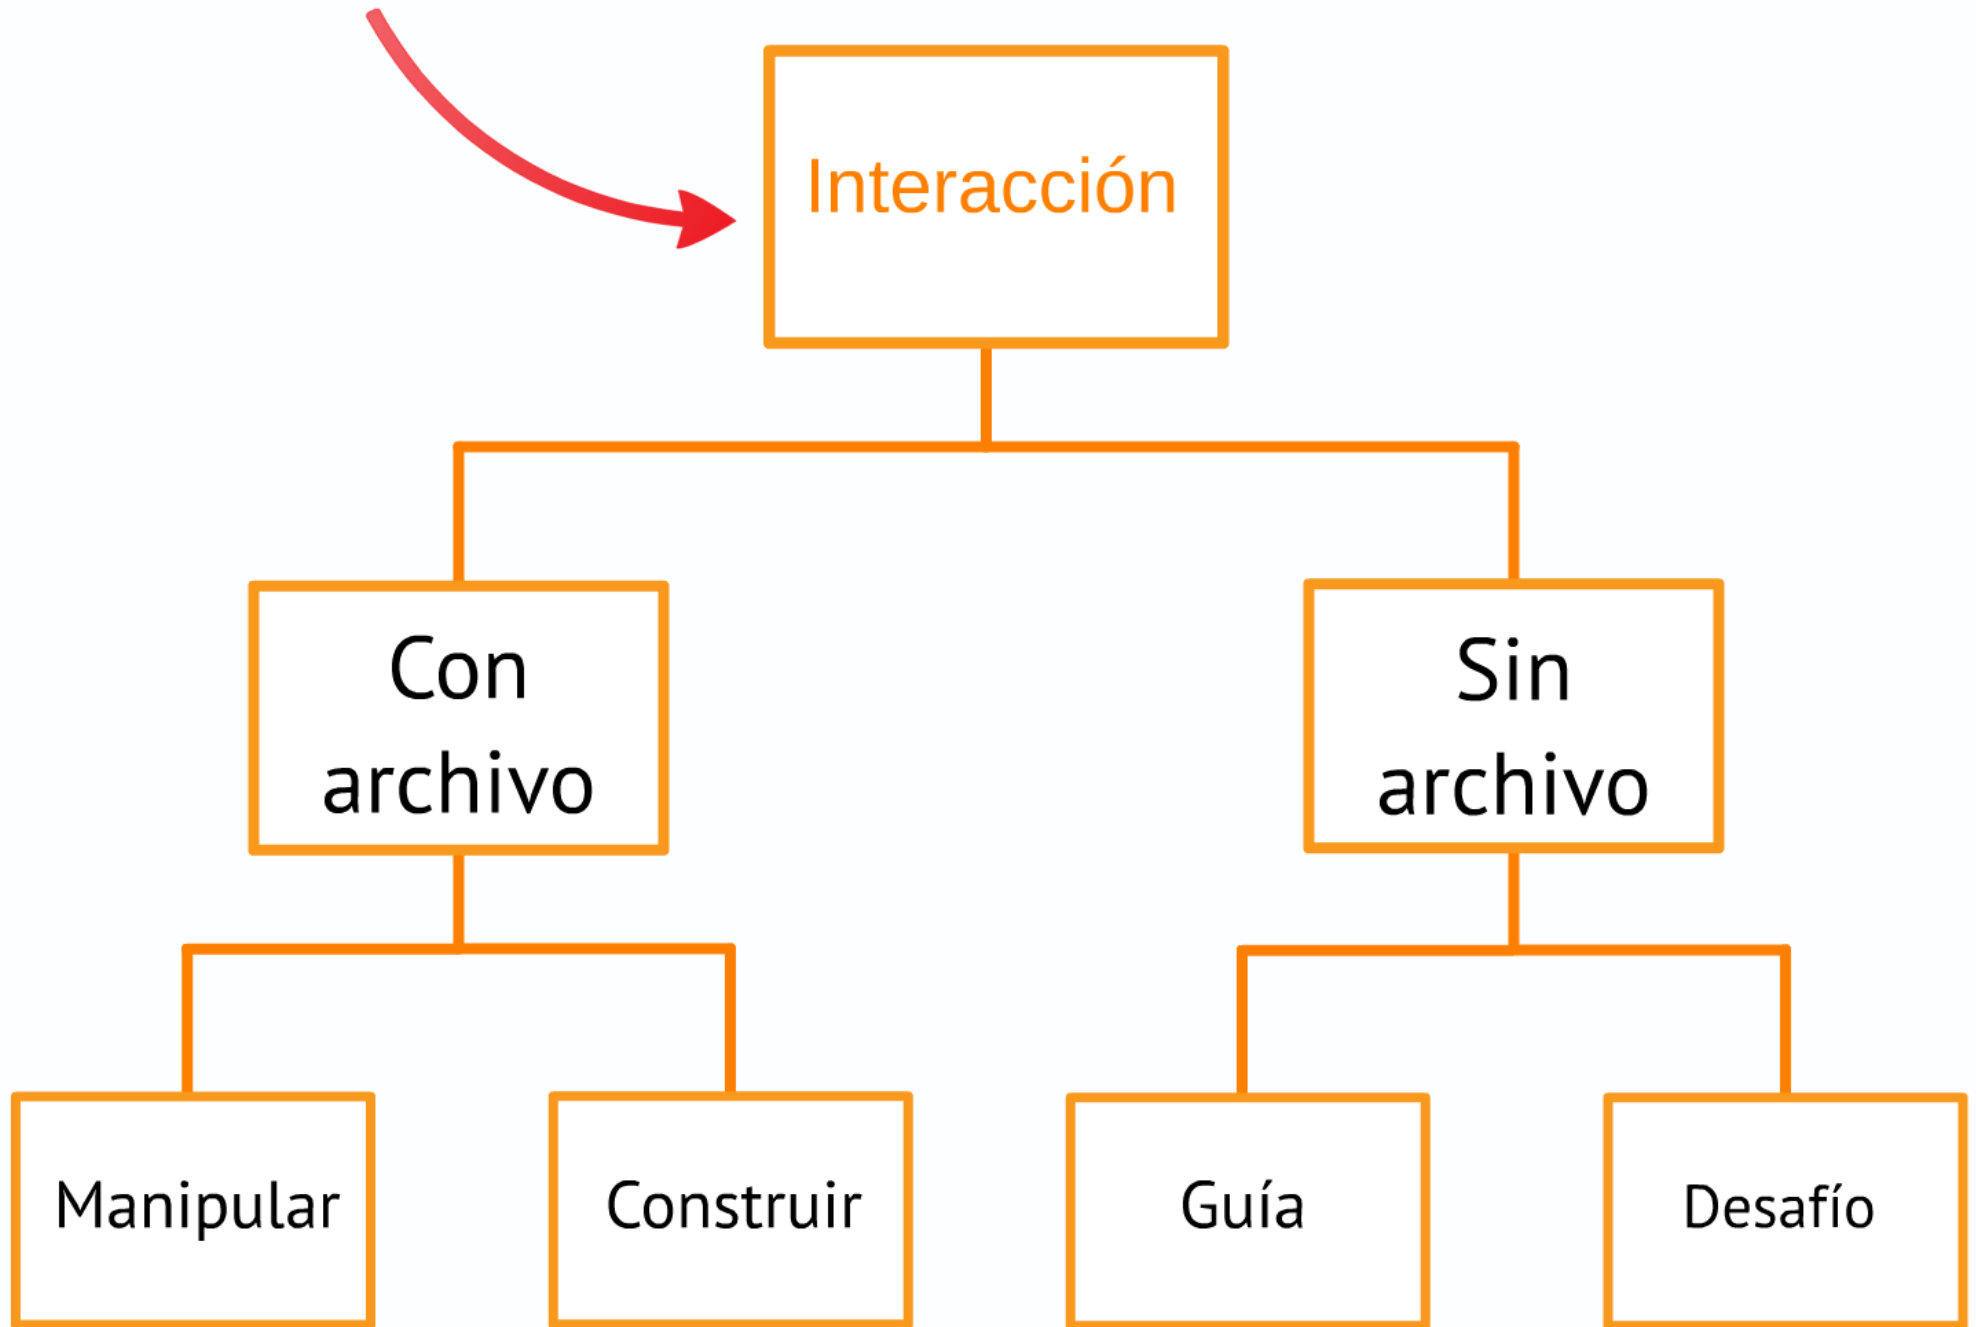 Interacción
Con
archivo
Sin
archivo
Manipular
Construir
Guía
Desafío